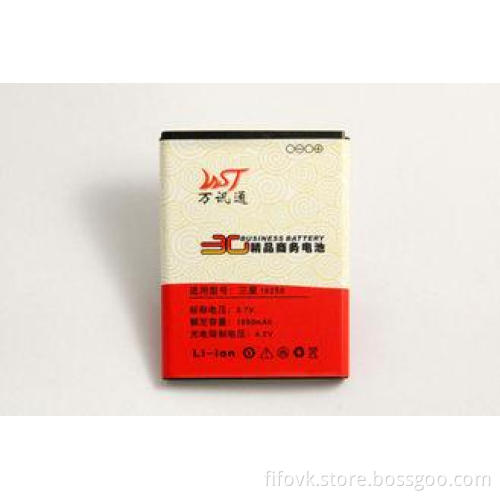 WST
万讯通
3C BUSINESS BATTERY
精品商务电池
适用型号：三星 I9250
标称电压：3.7V
额定容量：1850mAh
充电限制电压：4.2V
Li-ion
fifovk.store.bossgoo.com